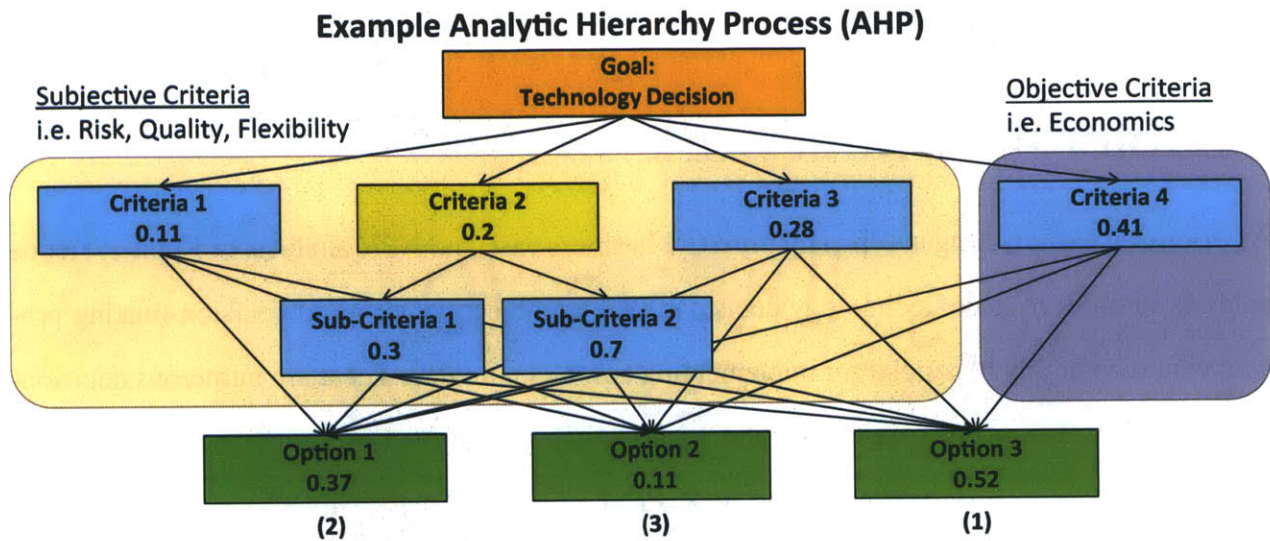 Example Analytic Hierarchy Process (AHP)
Goal:
Technology Decision
Subjective Criteria
i.e. Risk, Quality, Flexibility
Objective Criteria
i.e. Economics
Criteria 1
0.11
Criteria 2
0.2
Criteria 3
0.28
Criteria 4
0.41
Sub-Criteria 1
0.3
Sub-Criteria 2
0.7
Option 1
0.37
Option 2
0.11
Option 3
0.52
(2)
(3)
(1)